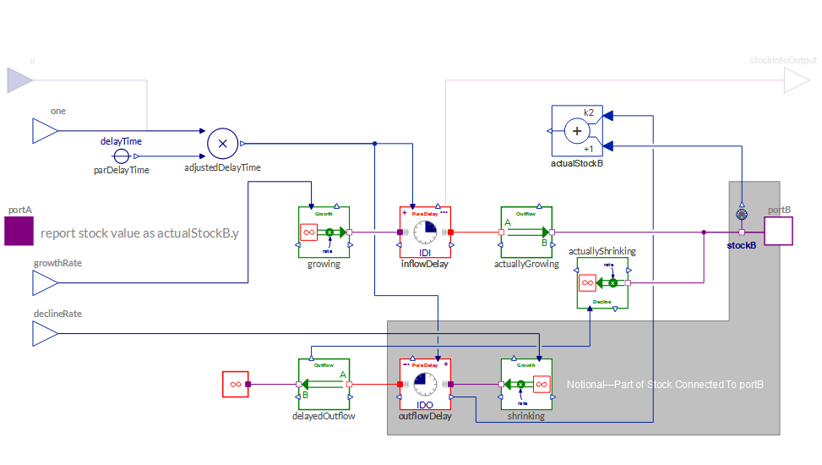 u
stockInfoOutput
one
k2
delayTime
+
+1
×
parDelayTime
adjustedDelayTime
actualStockB
portA
portB
report stock value as actualStockB.y
Growth
+ PureDelay ...
Outflow
A
∞
rate
IDI
B
stockB
growing
inflowDelay
actuallyGrowing
actuallyShrinking
growthRate
rate
∞
Decline
declineRate
Outflow
... PureDelay +
Growth
A
∞
∞
Notional—Part of Stock Connected To portB
B
IDO
rate
delayedOutflow
outflowDelay
shrinking